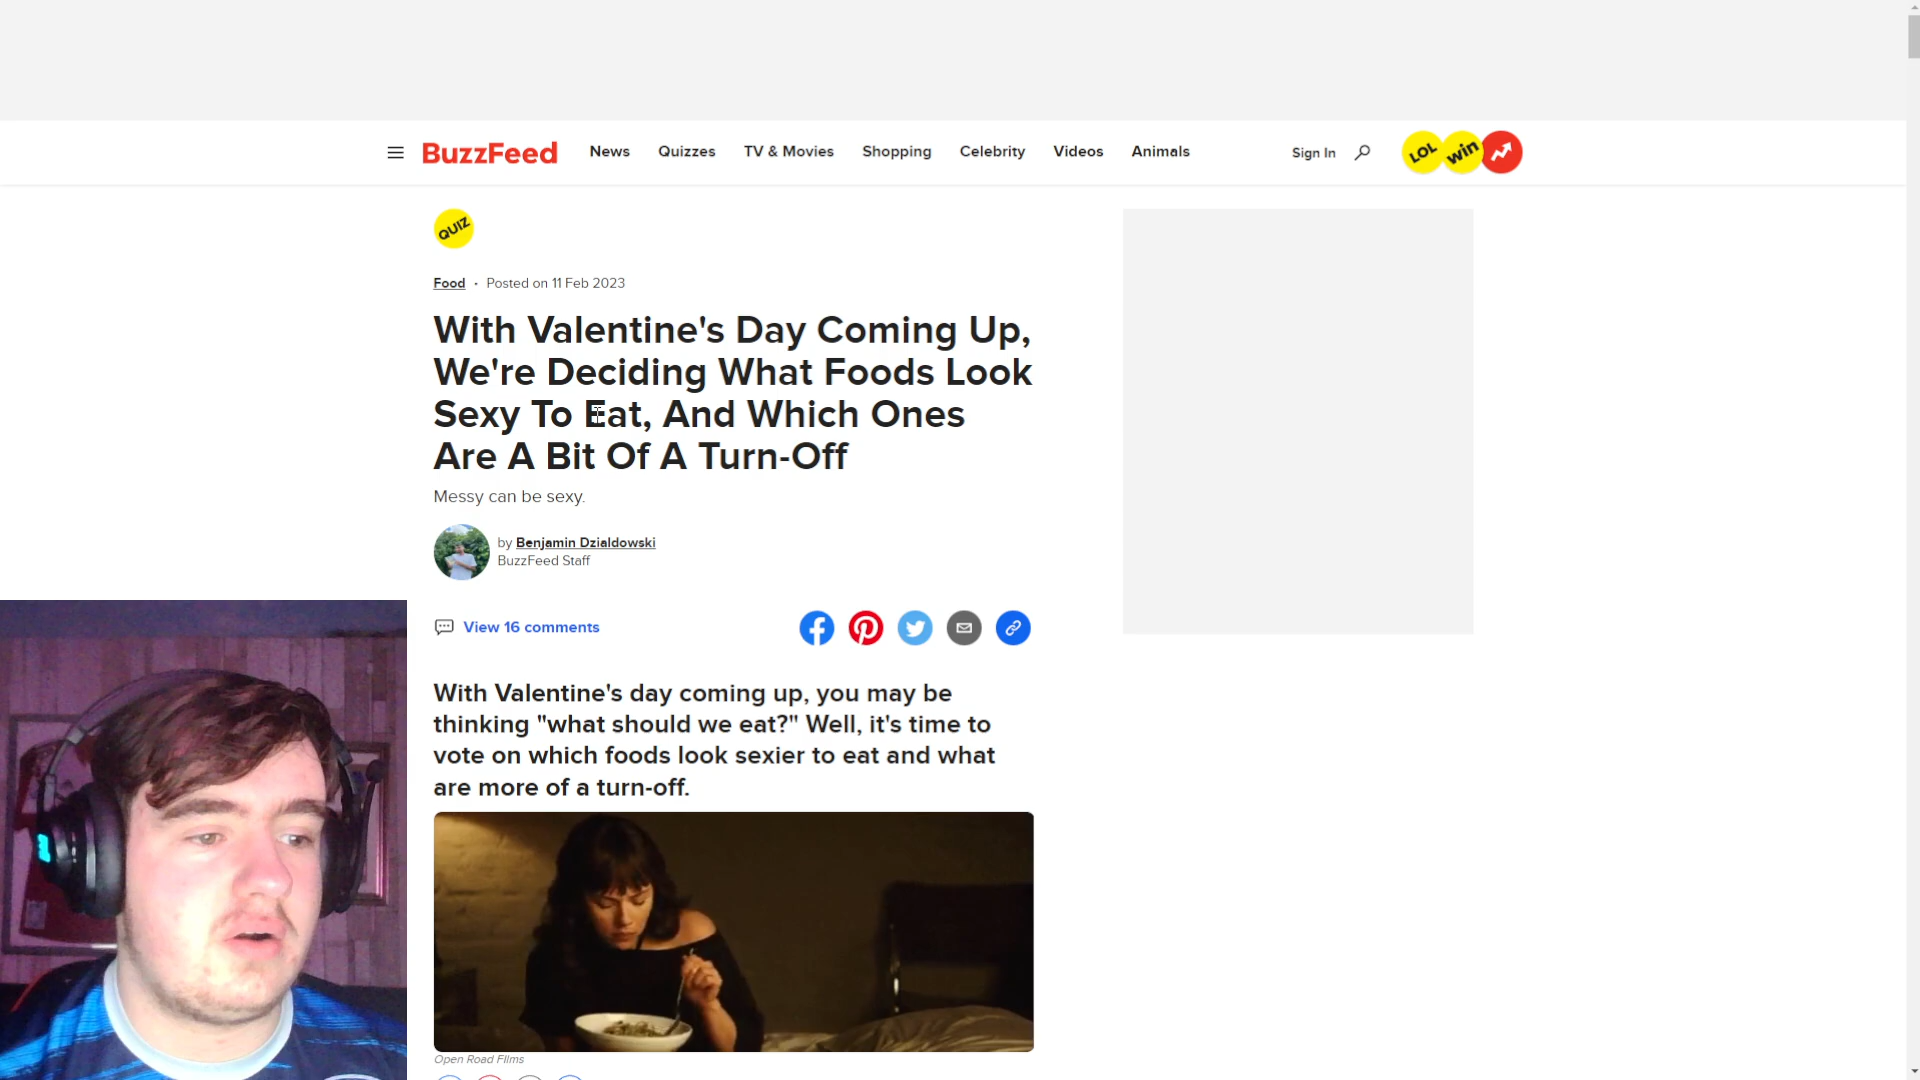 BuzzFeed News Quizzes TV & Movies Shopping Celebrity Videos Animals Sign In LOL win
QUIZ
Food · Posted on 11 Feb 2023
With Valentine's Day Coming Up,
We're Deciding What Foods Look
Sexy To Eat, And Which Ones
Are A Bit Of A Turn-Off
Messy can be sexy.
by Benjamin Dzialdowski
BuzzFeed Staff
View 16 comments
With Valentine's day coming up, you may be
thinking "what should we eat?" Well, it's time to
vote on which foods look sexier to eat and what
are more of a turn-off.
Open Road Films